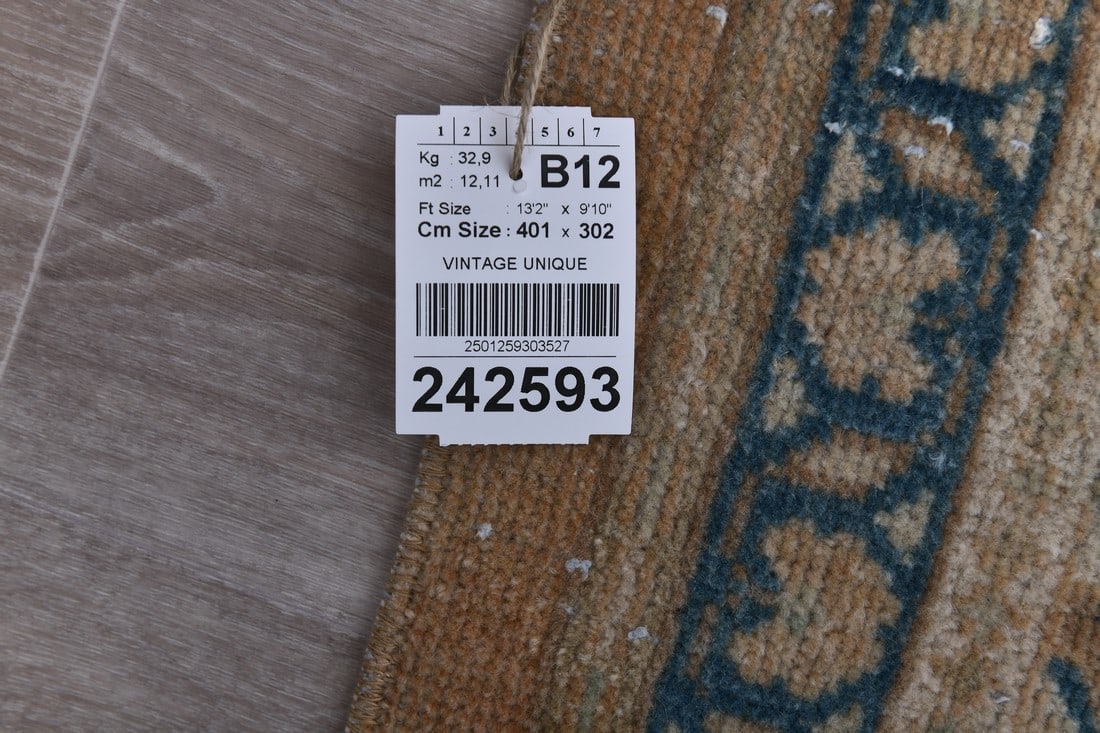 1 2 3 5 6 7
Kg : 32,9
m2 : 12,11
B12
Ft Size : 13'2" x 9'10"
Cm Size : 401 x 302
VINTAGE UNIQUE
2501259303527
242593